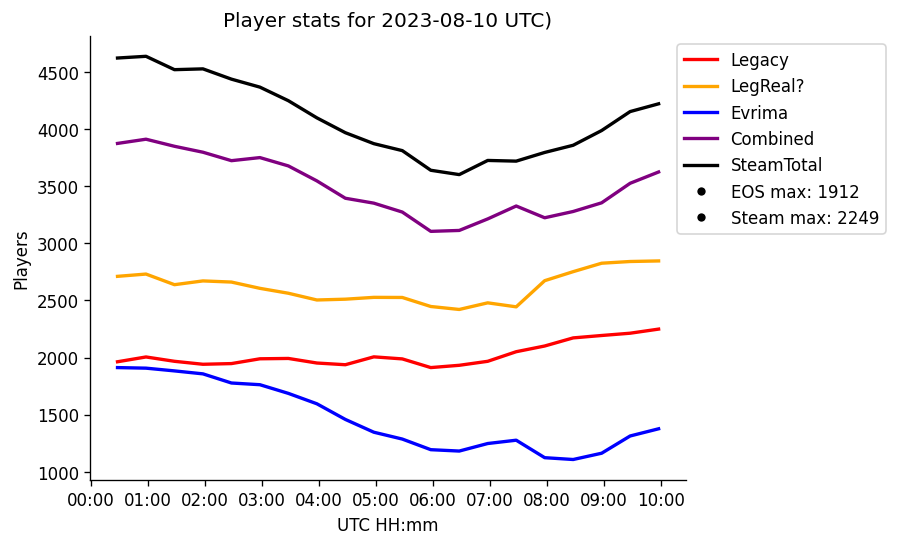 Player stats for 2023-08-10 UTC)
Legacy
LegReal?
Evrima
Combined
SteamTotal
EOS max: 1912
Steam max: 2249
Players
4500
4000
3500
3000
2500
2000
1500
1000
00:00 01:00 02:00 03:00 04:00 05:00 06:00 07:00 08:00 09:00 10:00
UTC HH:mm